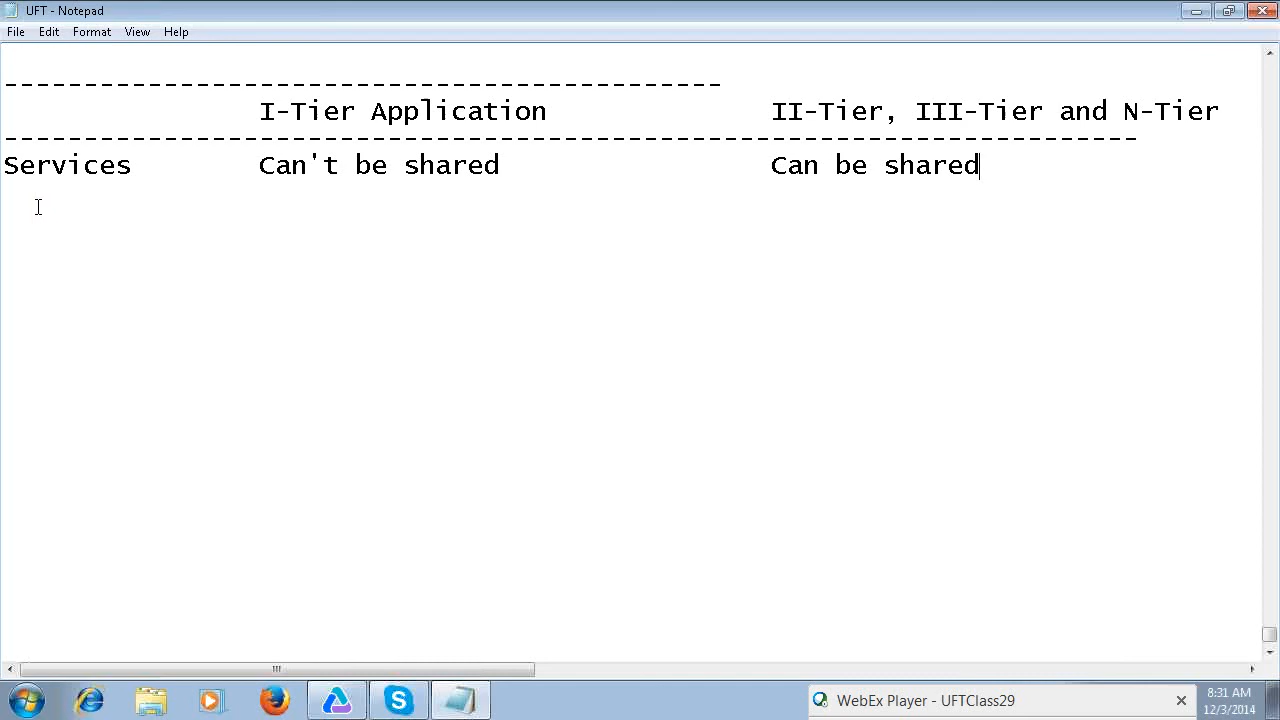 UFT - Notepad
File Edit Format View Help
---------------------------------------------
I-Tier Application II-Tier, III-Tier and N-Tier
-----------------------------------------------------------------------
Services Can't be shared Can be shared
WebEx Player - UFTClass29
8:31 AM
12/3/2014